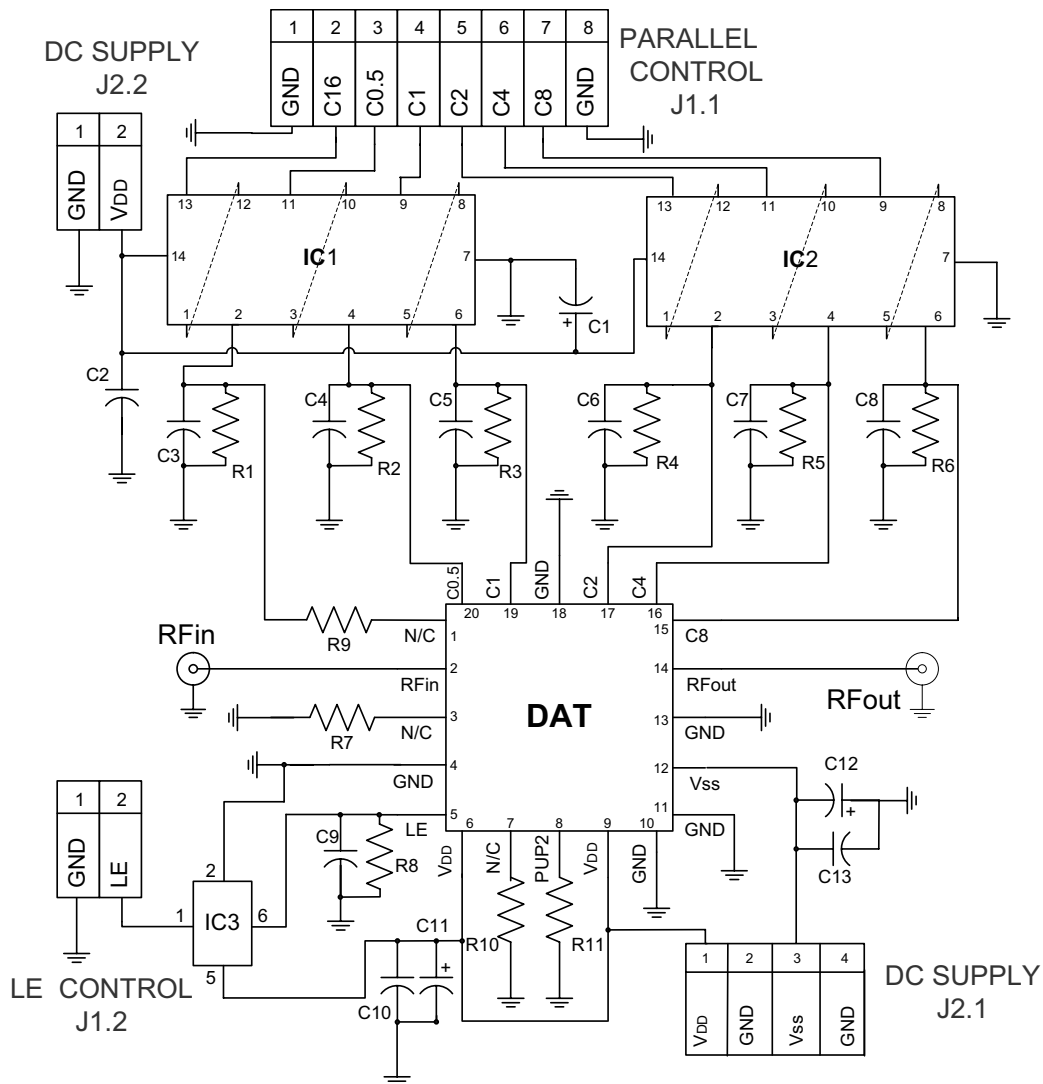 1 2 3 4 5 6 7 8
GND C16 C0.5 C1 C2 C4 C8 GND
PARALLEL
CONTROL
J1.1
DC SUPPLY
J2.2
1 2
GND VDD
13 12 11 10 9 8
14 IC1 7
1 2 3 4 5 6
13 12 11 10 9 8
14 IC2 7
1 2 3 4 5 6
C1
C2
C3 R1
C4 R2
C5 R3
C6 R4
C7 R5
C8 R6
C0.5 C1 GND C2 C4
20 19 18 17 16
R9 N/C 1
15 C8
RFin
2 RFin
14 RFout
RFout
R7 N/C 3
DAT
13 GND
4 GND
12 Vss
5 LE
11 GND
6 7 8 9 10
VDD N/C PUP2 VDD GND
C12
+
C13
1 2
GND LE
2
1 IC3 6
5
C9 R8
C11
+
C10
R10 R11
LE CONTROL
J1.2
1 2 3 4
VDD GND Vss GND
DC SUPPLY
J2.1